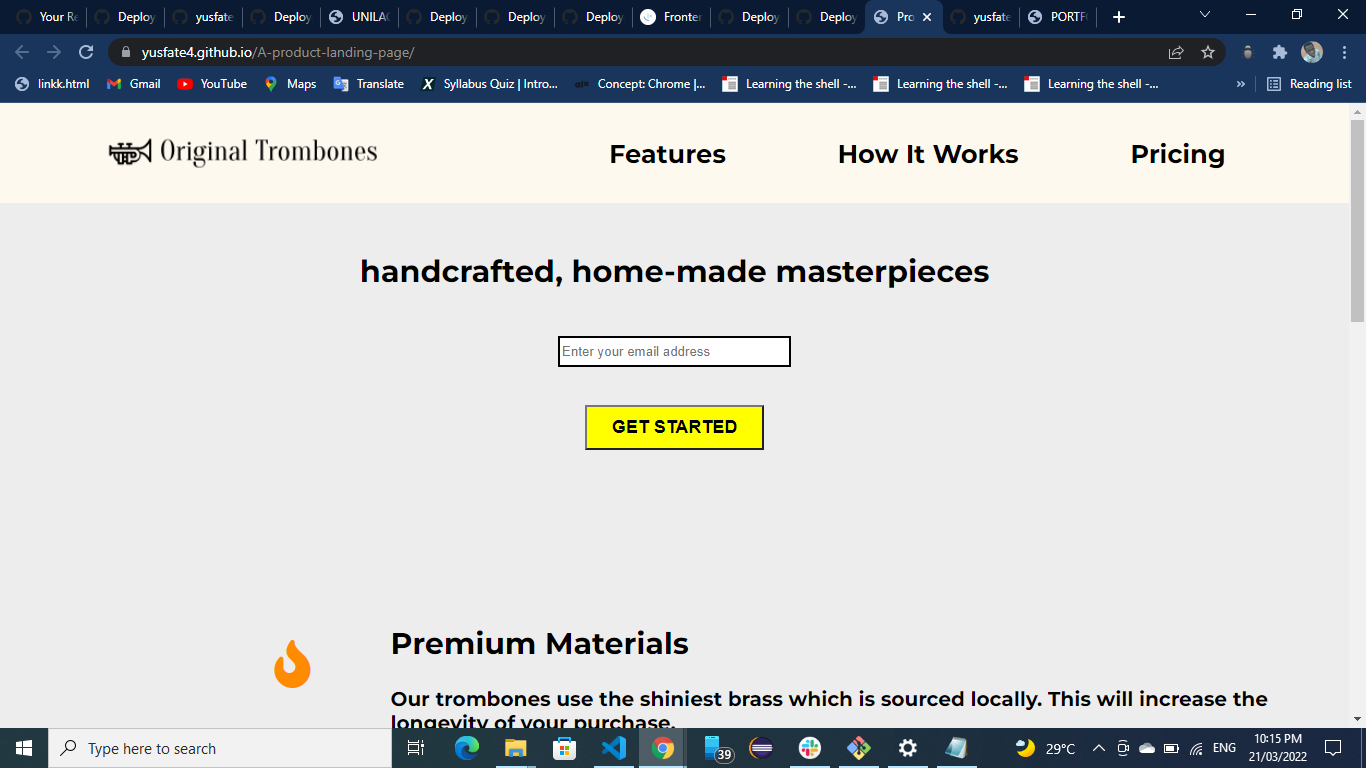 Your Re
Deploy
yusfate
Deploy
UNILAG
Deploy
Deploy
Deploy
Fronten
Deploy
Deploy
Pro
yusfate
PORTFO
yusfate4.github.io/A-product-landing-page/
linkk.html
Gmail
YouTube
Maps
Translate
X
Syllabus Quiz | Intro...
Concept: Chrome |...
Learning the shell -...
Learning the shell -...
Learning the shell -...
»
Reading list
Original Trombones
Features
How It Works
Pricing
handcrafted, home-made masterpieces
Enter your email address
GET STARTED
Premium Materials
Our trombones use the shiniest brass which is sourced locally. This will increase the
longevity of your purchase.
Type here to search
39
29°C
ENG
10:15 PM
21/03/2022